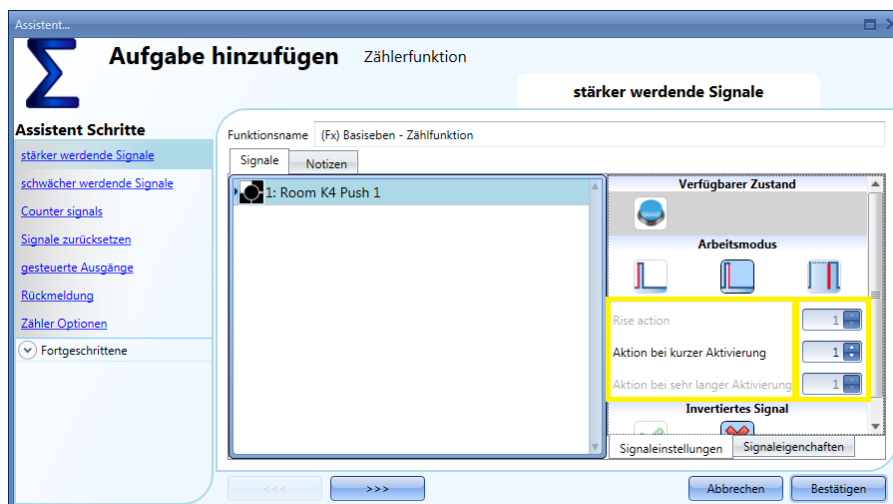 Assistent...
Aufgabe hinzufügen Zählerfunktion
stärker werdende Signale
Assistent Schritte
stärker werdende Signale
schwächer werdende Signale
Counter signals
Signale zurücksetzen
gesteuerte Ausgänge
Rückmeldung
Zähler Optionen
Fortgeschrittene
Funktionsname (Fx) Basiseben - Zählfunktion
Signale Notizen
1: Room K4 Push 1
Verfügbarer Zustand
Arbeitsmodus
Rise action 1
Aktion bei kurzer Aktivierung 1
Aktion bei sehr langer Aktivierung 1
Invertiertes Signal
Signaleinstellungen Signaleigenchaften
<<< >>> Abbrechen Bestätigen